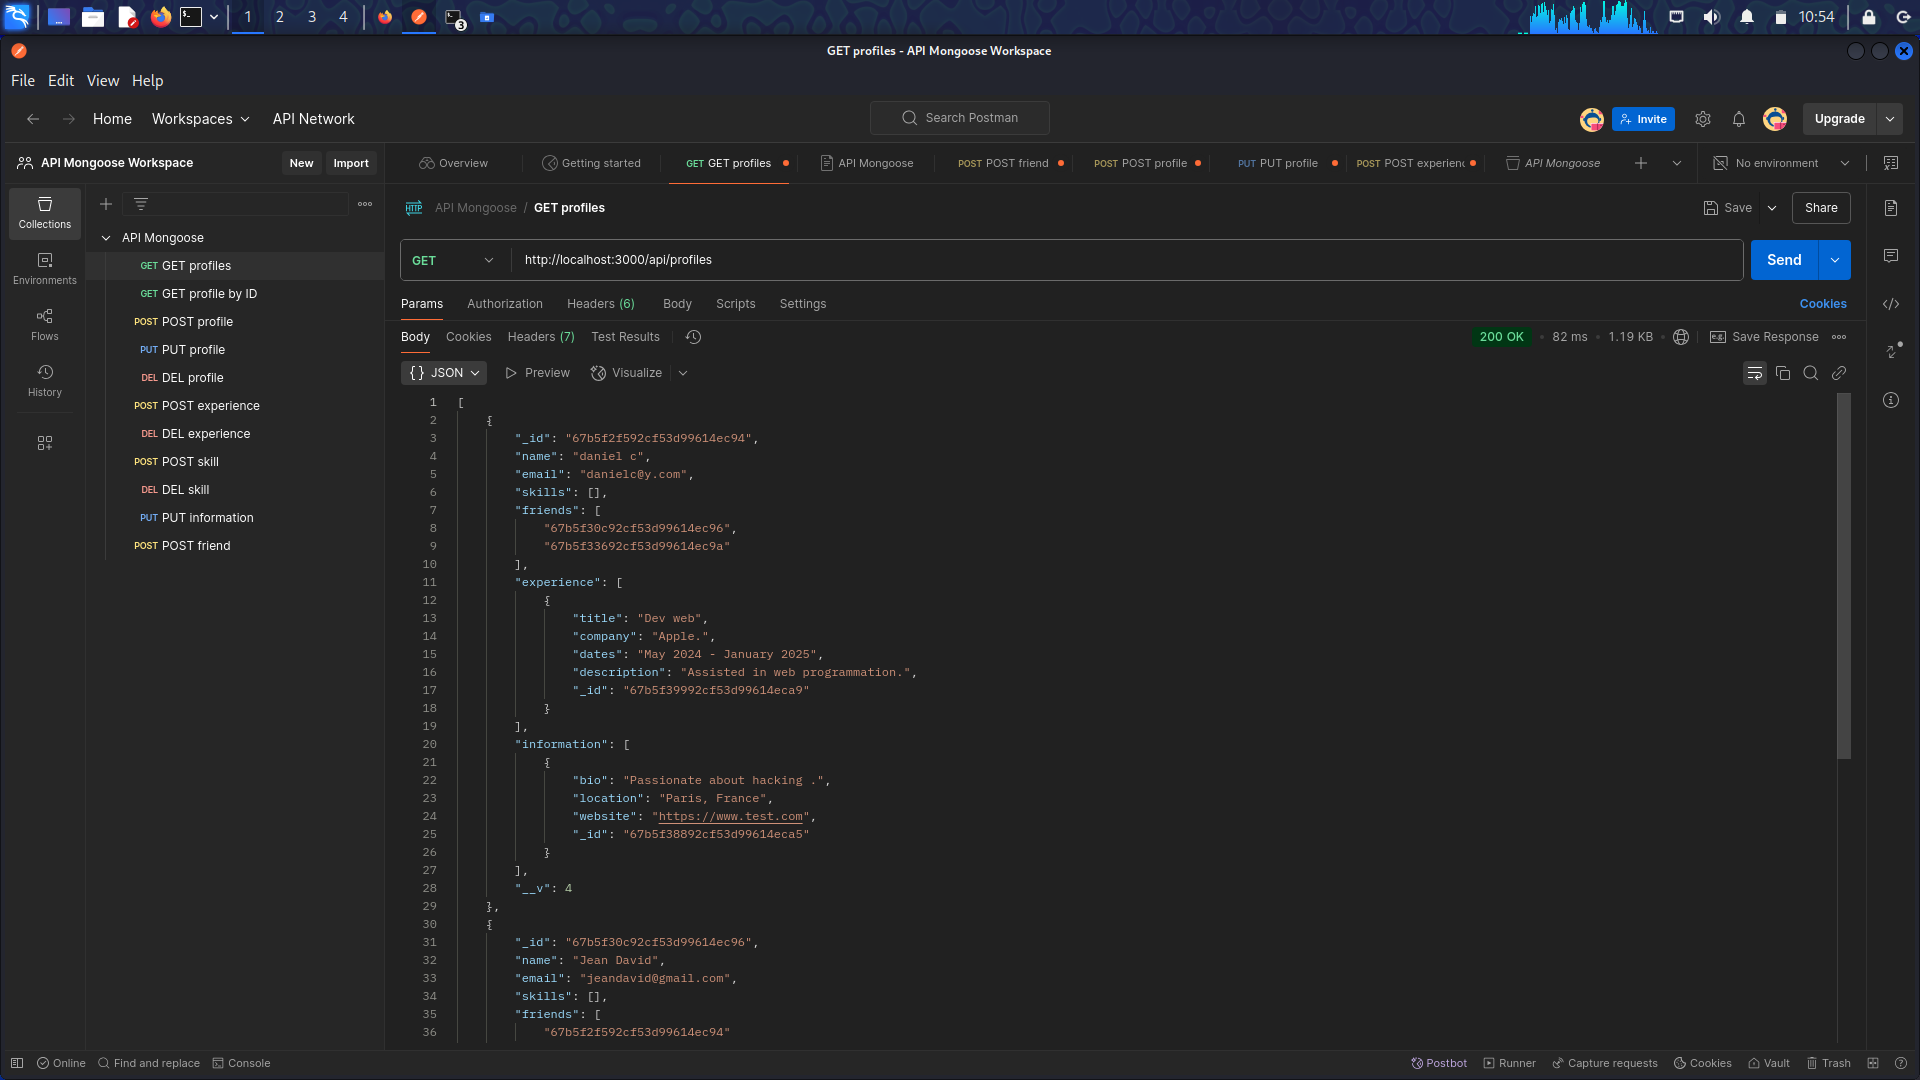 1 2 3 4 3 10:54
GET profiles - API Mongoose Workspace
File Edit View Help
Home Workspaces API Network Search Postman Invite Upgrade
API Mongoose Workspace New Import Overview Getting started GET GET profiles API Mongoose POST POST friend POST POST profile PUT PUT profile POST POST experienc API Mongoose No environment
Collections
Environments
Flows
History
API Mongoose
GET GET profiles
GET GET profile by ID
POST POST profile
PUT PUT profile
DEL DEL profile
POST POST experience
DEL DEL experience
POST POST skill
DEL DEL skill
PUT PUT information
POST POST friend
HTTP API Mongoose / GET profiles Save Share
GET http://localhost:3000/api/profiles Send
Params Authorization Headers (6) Body Scripts Settings Cookies
Body Cookies Headers (7) Test Results 200 OK • 82 ms • 1.19 KB • Save Response
{} JSON Preview Visualize
1 [
2 {
3 "_id": "67b5f2f592cf53d99614ec94",
4 "name": "daniel c",
5 "email": "danielc@y.com",
6 "skills": [],
7 "friends": [
8 "67b5f30c92cf53d99614ec96",
9 "67b5f33692cf53d99614ec9a"
10 ],
11 "experience": [
12 {
13 "title": "Dev web",
14 "company": "Apple.",
15 "dates": "May 2024 - January 2025",
16 "description": "Assisted in web programmation.",
17 "_id": "67b5f39992cf53d99614eca9"
18 }
19 ],
20 "information": [
21 {
22 "bio": "Passionate about hacking .",
23 "location": "Paris, France",
24 "website": "https://www.test.com",
25 "_id": "67b5f38892cf53d99614eca5"
26 }
27 ],
28 "__v": 4
29 },
30 {
31 "_id": "67b5f30c92cf53d99614ec96",
32 "name": "Jean David",
33 "email": "jeandavid@gmail.com",
34 "skills": [],
35 "friends": [
36 "67b5f2f592cf53d99614ec94"
Online Find and replace Console Postbot Runner Capture requests Cookies Vault Trash